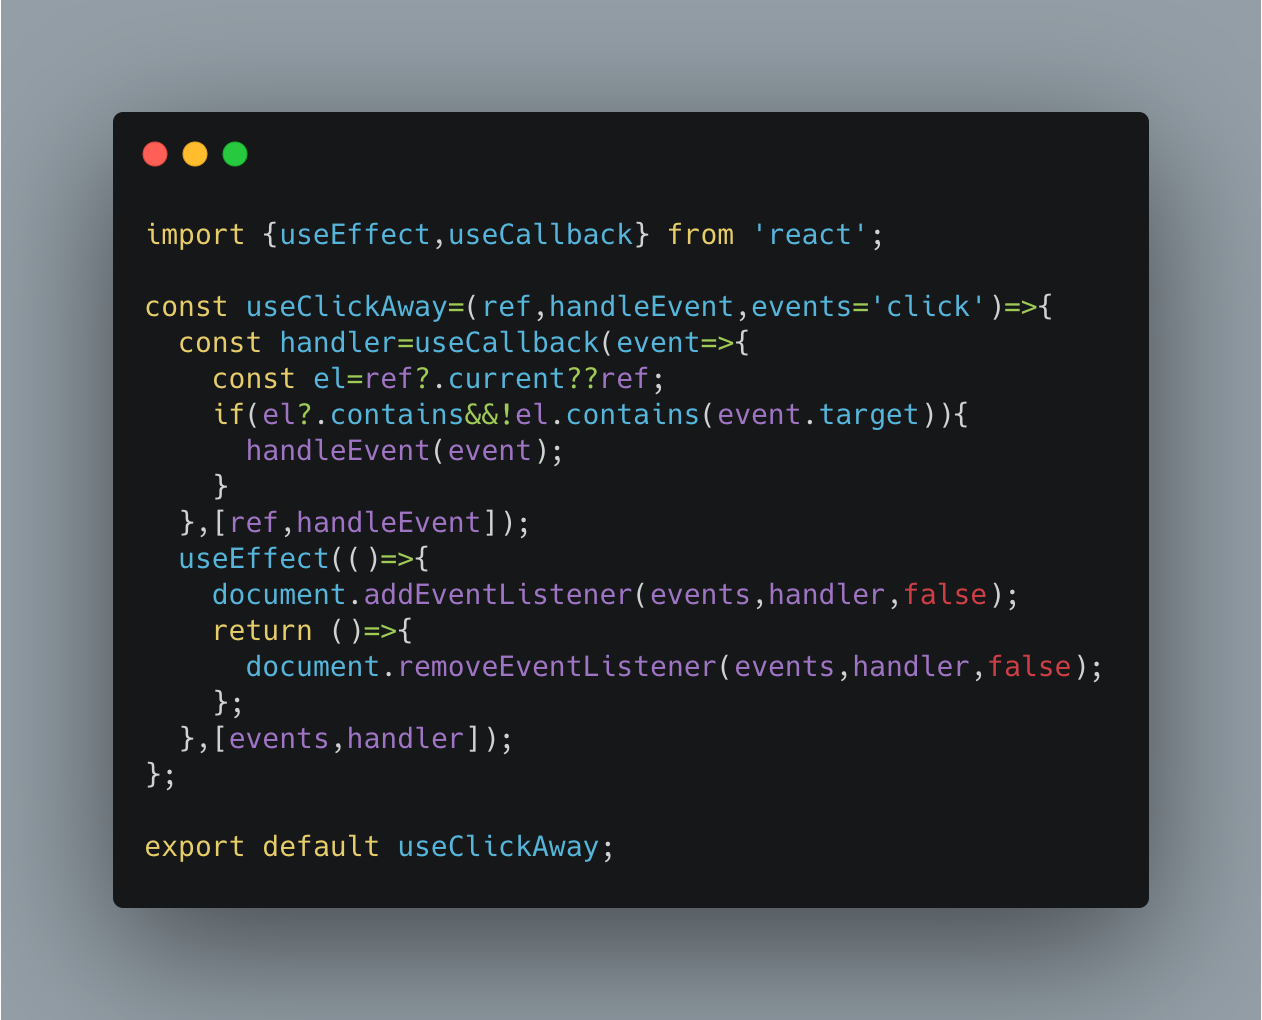 import {useEffect,useCallback} from 'react';

const useClickAway=(ref,handleEvent,events='click')=>{
  const handler=useCallback(event=>{
    const el=ref?.current??ref;
    if(el?.contains&&!el.contains(event.target)){
      handleEvent(event);
    }
  },[ref,handleEvent]);
  useEffect(()=>{
    document.addEventListener(events,handler,false);
    return ()=>{
      document.removeEventListener(events,handler,false);
    };
  },[events,handler]);
};

export default useClickAway;